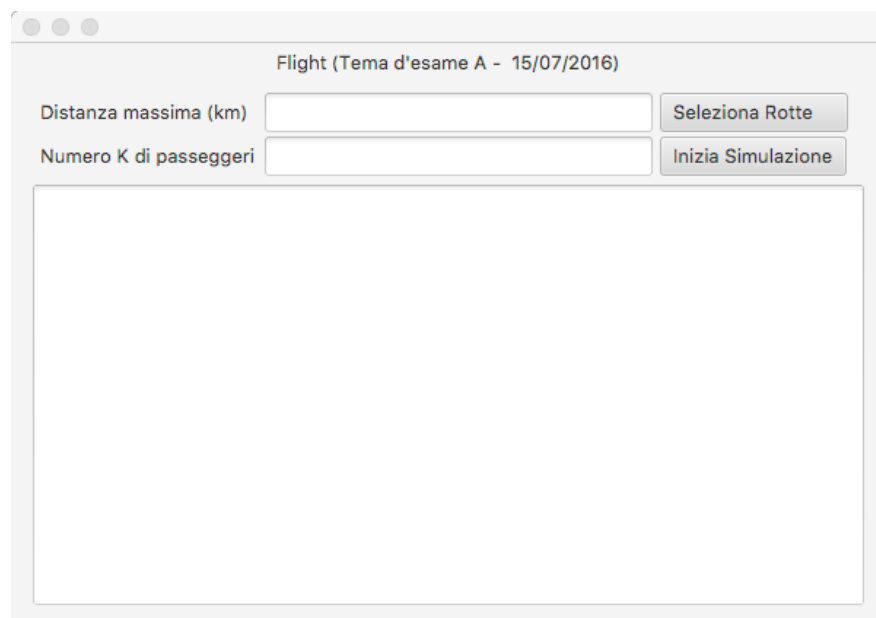 Flight (Tema d'esame A - 15/07/2016)
Distanza massima (km) Seleziona Rotte
Numero K di passeggeri Inizia Simulazione